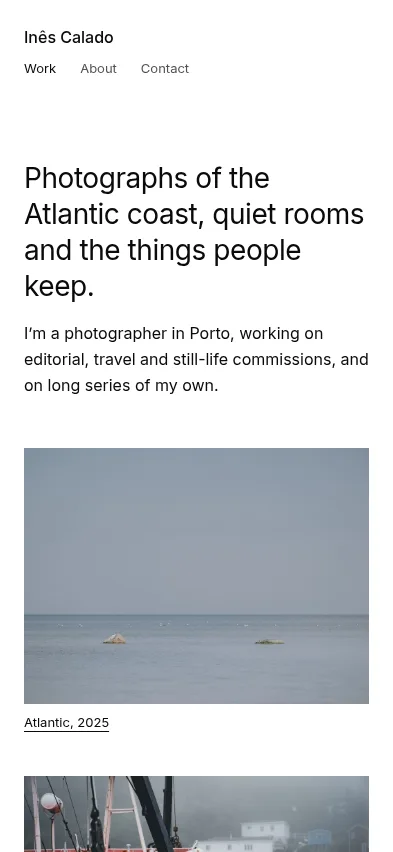 Inês Calado
Work About Contact
Photographs of the
Atlantic coast, quiet rooms
and the things people
keep.
I’m a photographer in Porto, working on
editorial, travel and still-life commissions, and
on long series of my own.
Atlantic, 2025